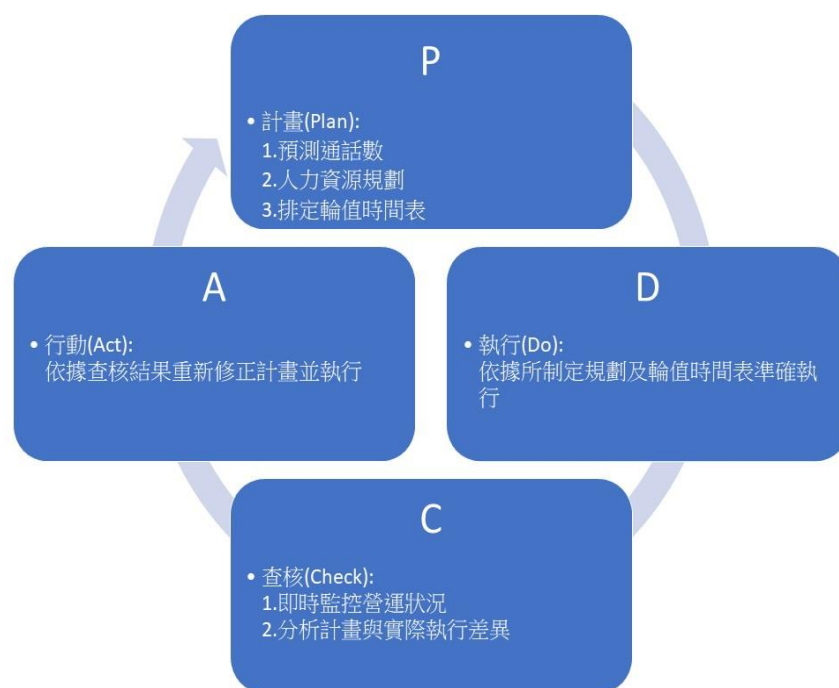 P
• 計畫(Plan):
1.預測通話數
2.人力資源規劃
3.排定輪值時間表
A
• 行動(Act):
依據查核結果重新修正計畫並執行
D
• 執行(Do):
依據所制定規劃及輪值時間表準確執
行
C
• 查核(Check):
1.即時監控營運狀況
2.分析計畫與實際執行差異